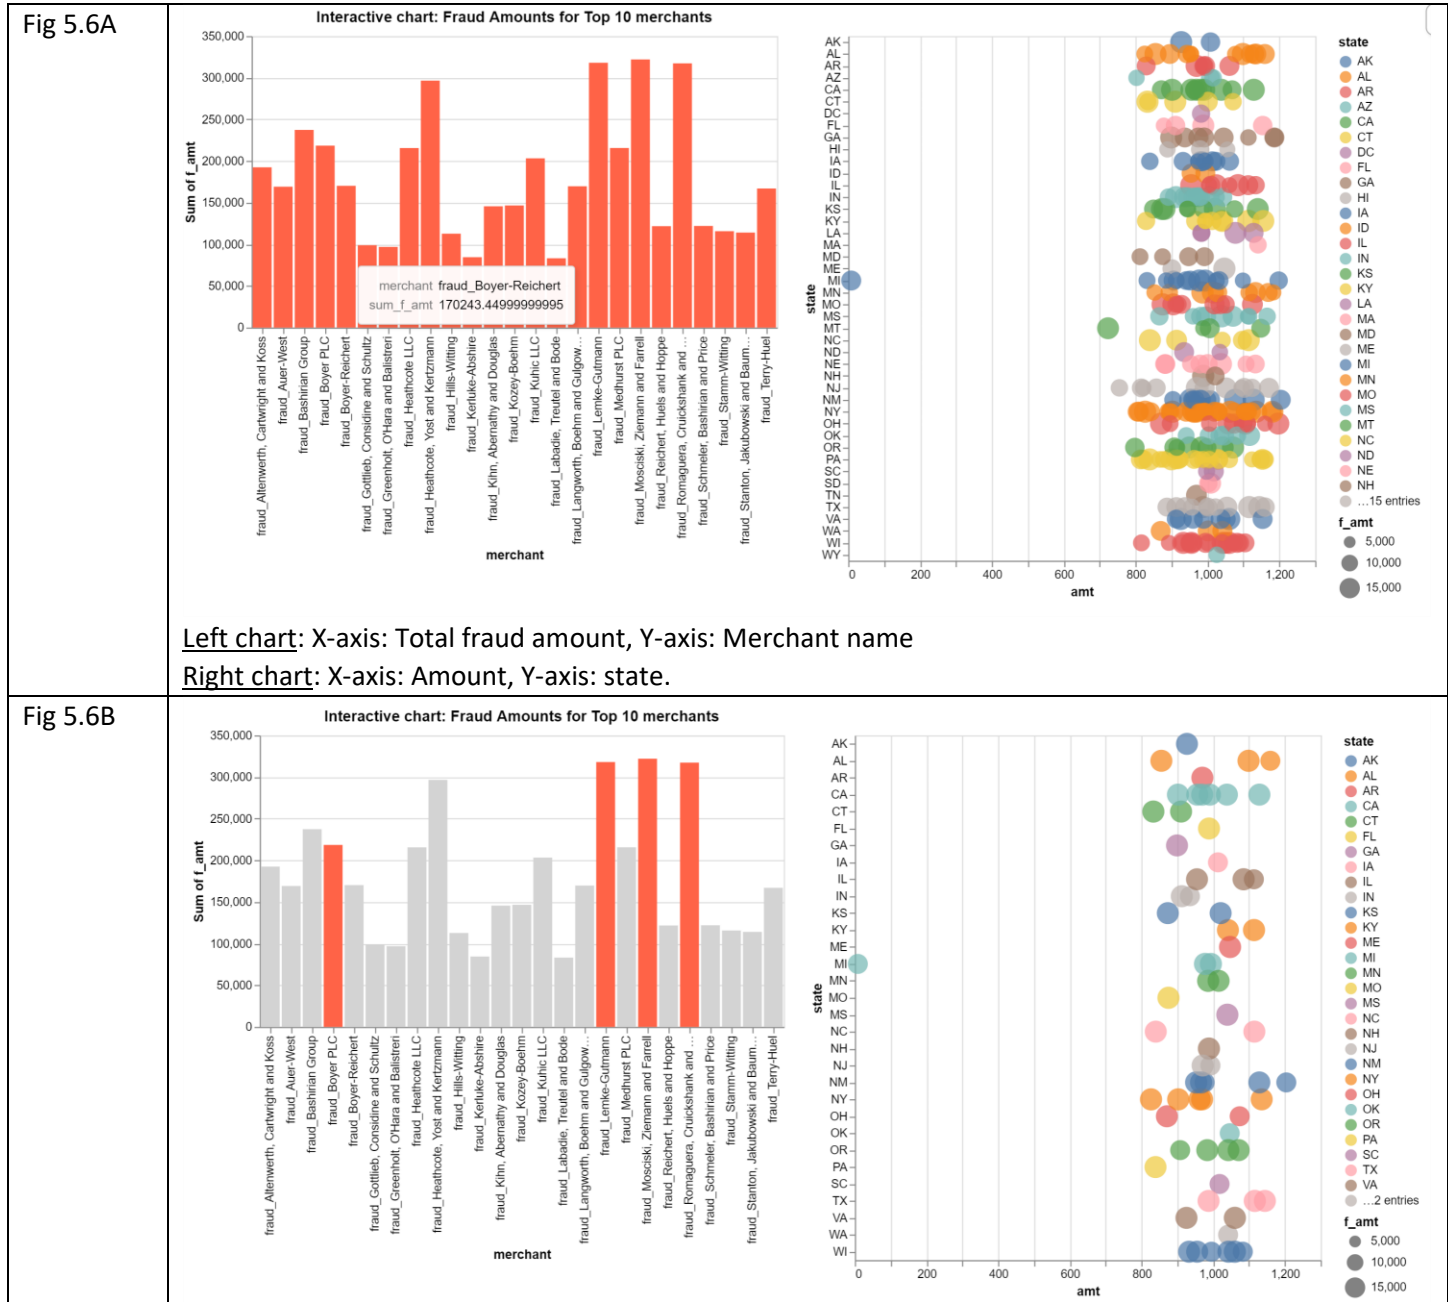 Fig 5.6A
Interactive chart: Fraud Amounts for Top 10 merchants
350,000
300,000
250,000
200,000
150,000
100,000
50,000
0
Sum of f_amt
merchant fraud_Boyer-Reichert
sum_f_amt 170243.44999999995
fraud_Altenwerth, Cartwright and Koss
fraud_Auer-West
fraud_Bashirian Group
fraud_Boyer PLC
fraud_Boyer-Reichert
fraud_Gottlieb, Considine and Schultz
fraud_Greenholt, O'Hara and Balistreri
fraud_Heathcote LLC
fraud_Heathcote, Yost and Kertzmann
fraud_Hills-Witting
fraud_Kerluke-Abshire
fraud_Kihn, Abernathy and Douglas
fraud_Kozey-Boehm
fraud_Kuhic LLC
fraud_Labadie, Treutel and Bode
fraud_Langworth, Boehm and Gulgow…
fraud_Lemke-Gutmann
fraud_Medhurst PLC
fraud_Mosciski, Ziemann and Farrell
fraud_Reichert, Huels and Hoppe
fraud_Romaguera, Cruickshank and …
fraud_Schmeler, Bashirian and Price
fraud_Stamm-Witting
fraud_Stanton, Jakubowski and Baum…
fraud_Terry-Huel
merchant
AK
AL
AR
AZ
CA
CT
DC
FL
GA
HI
IA
ID
IL
IN
KS
KY
LA
MA
MD
ME
MI
MN
MO
MS
MT
NC
ND
NE
NH
NJ
NM
NY
OH
OK
OR
PA
SC
SD
TN
TX
VA
WA
WI
WY
state
0 200 400 600 800 1,000 1,200
amt
state
AK
AL
AR
AZ
CA
CT
DC
FL
GA
HI
IA
ID
IL
IN
KS
KY
LA
MA
MD
ME
MI
MN
MO
MS
MT
NC
ND
NE
NH
…15 entries
f_amt
5,000
10,000
15,000
Left chart: X-axis: Total fraud amount, Y-axis: Merchant name
Right chart: X-axis: Amount, Y-axis: state.
Fig 5.6B
Interactive chart: Fraud Amounts for Top 10 merchants
350,000
300,000
250,000
200,000
150,000
100,000
50,000
0
Sum of f_amt
fraud_Altenwerth, Cartwright and Koss
fraud_Auer-West
fraud_Bashirian Group
fraud_Boyer PLC
fraud_Boyer-Reichert
fraud_Gottlieb, Considine and Schultz
fraud_Greenholt, O'Hara and Balistreri
fraud_Heathcote LLC
fraud_Heathcote, Yost and Kertzmann
fraud_Hills-Witting
fraud_Kerluke-Abshire
fraud_Kihn, Abernathy and Douglas
fraud_Kozey-Boehm
fraud_Kuhic LLC
fraud_Labadie, Treutel and Bode
fraud_Langworth, Boehm and Gulgow…
fraud_Lemke-Gutmann
fraud_Medhurst PLC
fraud_Mosciski, Ziemann and Farrell
fraud_Reichert, Huels and Hoppe
fraud_Romaguera, Cruickshank and …
fraud_Schmeler, Bashirian and Price
fraud_Stamm-Witting
fraud_Stanton, Jakubowski and Baum…
fraud_Terry-Huel
merchant
AK
AL
AR
CA
CT
FL
GA
IA
IL
IN
KS
KY
ME
MI
MN
MO
MS
NC
NH
NJ
NM
NY
OH
OK
OR
PA
SC
TX
VA
WA
WI
state
0 200 400 600 800 1,000 1,200
amt
state
AK
AL
AR
CA
CT
FL
GA
IA
IL
IN
KS
KY
ME
MI
MN
MO
MS
NC
NH
NJ
NM
NY
OH
OK
OR
PA
SC
TX
VA
…2 entries
f_amt
5,000
10,000
15,000